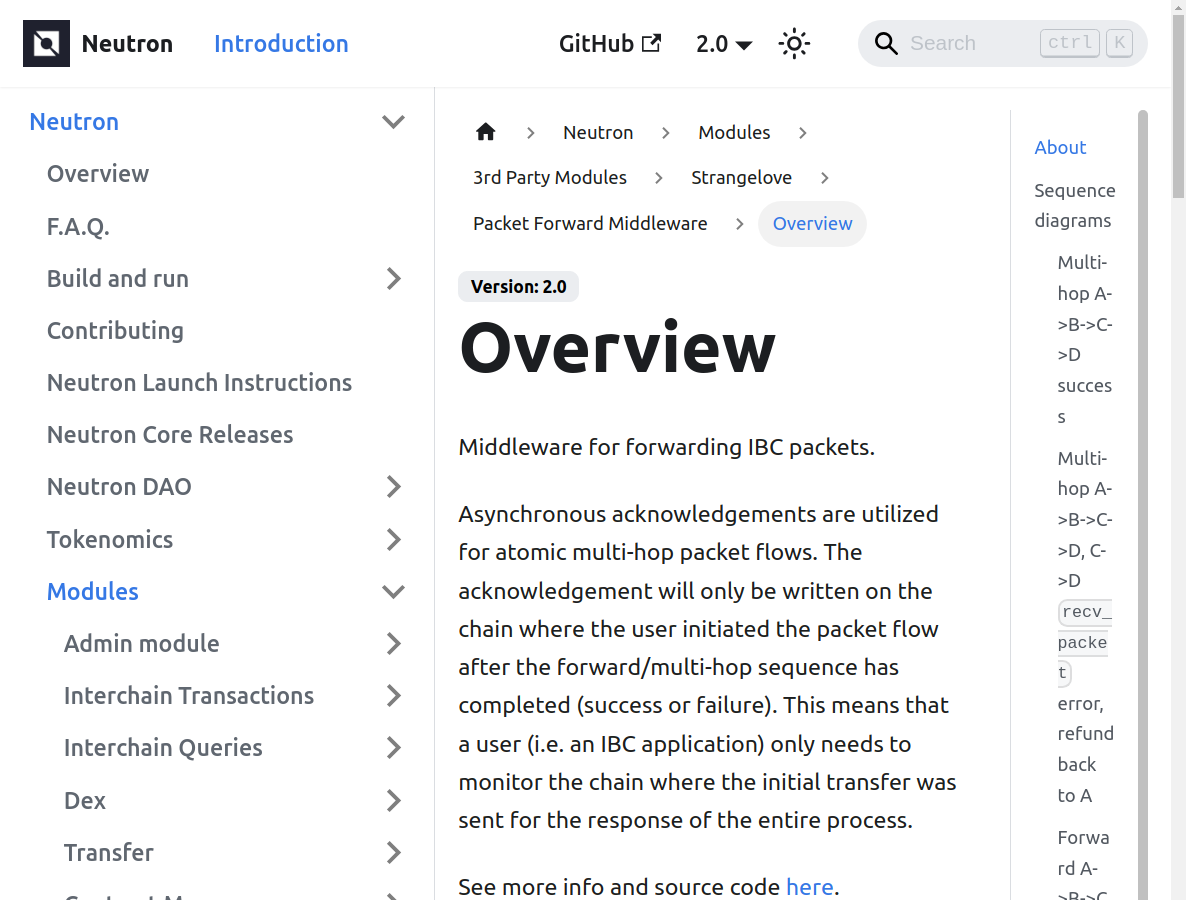 Neutron
Introduction
GitHub
2.0
Search
ctrl
K
Neutron
Overview
F.A.Q.
Build and run
Contributing
Neutron Launch Instructions
Neutron Core Releases
Neutron DAO
Tokenomics
Modules
Admin module
Interchain Transactions
Interchain Queries
Dex
Transfer
Neutron
Modules
3rd Party Modules
Strangelove
Packet Forward Middleware
Overview
Version: 2.0
Overview
Middleware for forwarding IBC packets.
Asynchronous acknowledgements are utilized
for atomic multi-hop packet flows. The
acknowledgement will only be written on the
chain where the user initiated the packet flow
after the forward/multi-hop sequence has
completed (success or failure). This means that
a user (i.e. an IBC application) only needs to
monitor the chain where the initial transfer was
sent for the response of the entire process.
See more info and source code here.
About
Sequence
diagrams
Multi-
hop A-
>B->C-
>D
succes
s
Multi-
hop A-
>B->C-
>D, C-
>D
recv_
packe
t
error,
refund
back
to A
Forwa
rd A-
>B->C